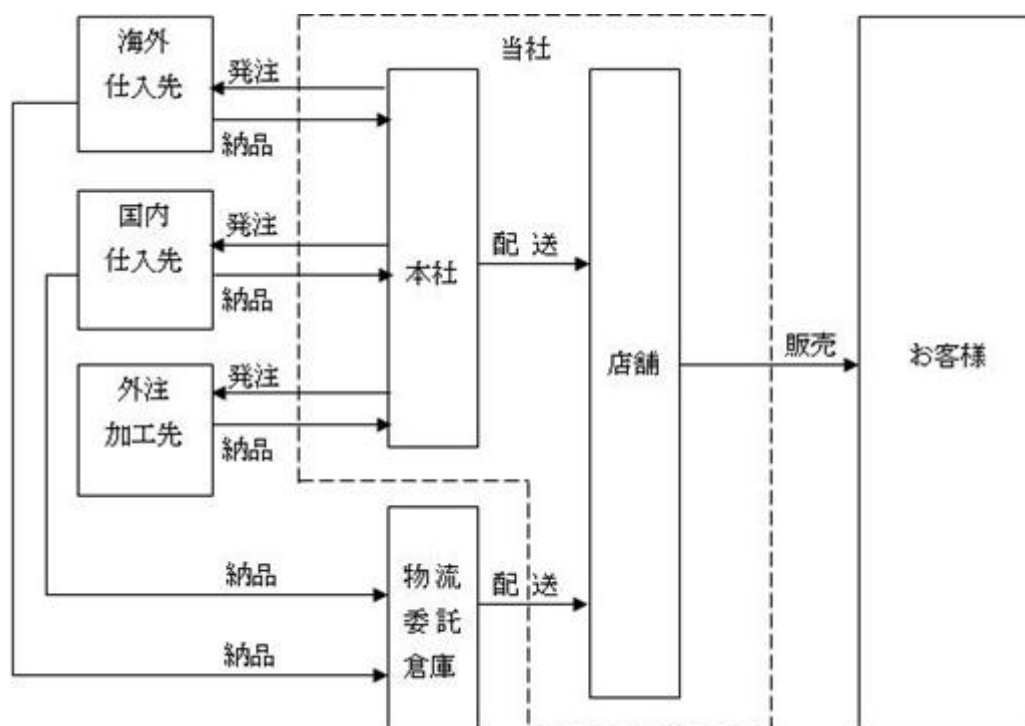 海外
仕入先
発注
納品
当社
国内
仕入先
発注
納品
本社
配送
店舗
販売
お客様
外注
加工先
発注
納品
納品
物流
委託
倉庫
配送
納品